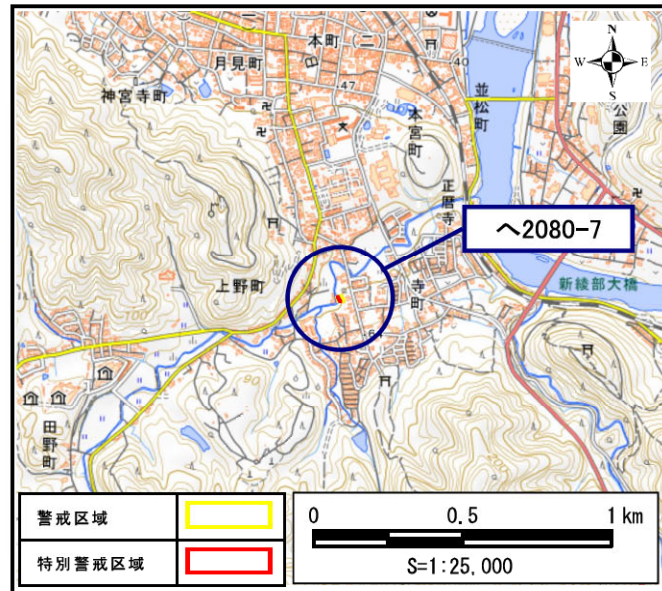 本町(二)
月見町
47
40
神宮寺町
本宮町
並松町
公園
N
W E
S
正暦寺
へ2080-7
上野町
寺町
新綾部大橋
64
90
田野町
警戒区域
特別警戒区域
0 0.5 1km
S=1:25,000